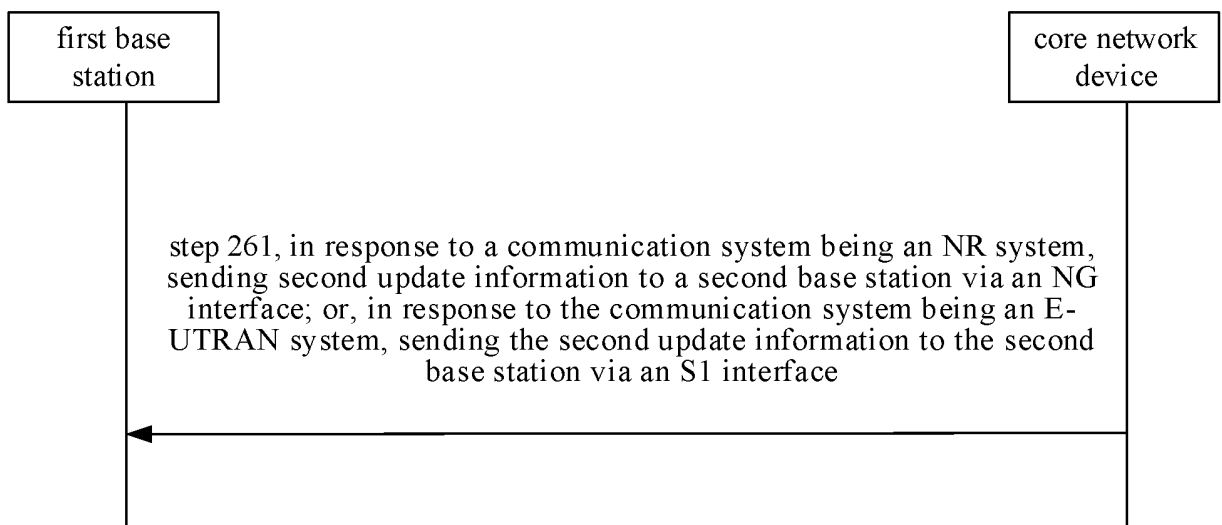 first base
station
core network
device
step 261, in response to a communication system being an NR system,
sending second update information to a second base station via an NG
interface; or, in response to the communication system being an E-
UTRAN system, sending the second update information to the second
base station via an S1 interface